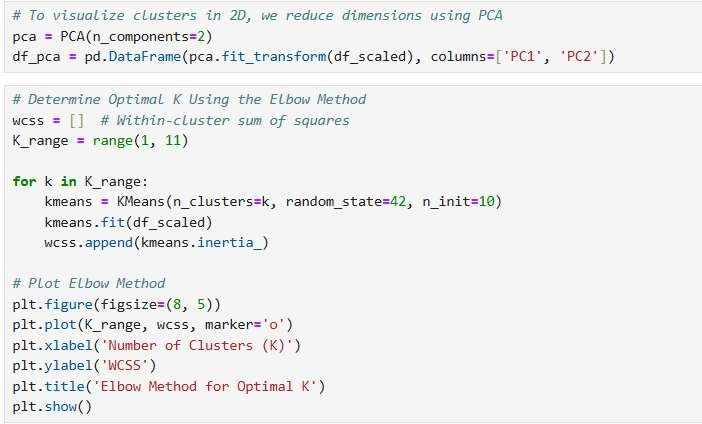 # To visualize clusters in 2D, we reduce dimensions using PCA
pca = PCA(n_components=2)
df_pca = pd.DataFrame(pca.fit_transform(df_scaled), columns=['PC1', 'PC2'])
# Determine Optimal K Using the Elbow Method
wcss = []  # Within-cluster sum of squares
K_range = range(1, 11)
for k in K_range:
    kmeans = KMeans(n_clusters=k, random_state=42, n_init=10)
    kmeans.fit(df_scaled)
    wcss.append(kmeans.inertia_)
# Plot Elbow Method
plt.figure(figsize=(8, 5))
plt.plot(K_range, wcss, marker='o')
plt.xlabel('Number of Clusters (K)')
plt.ylabel('WCSS')
plt.title('Elbow Method for Optimal K')
plt.show()